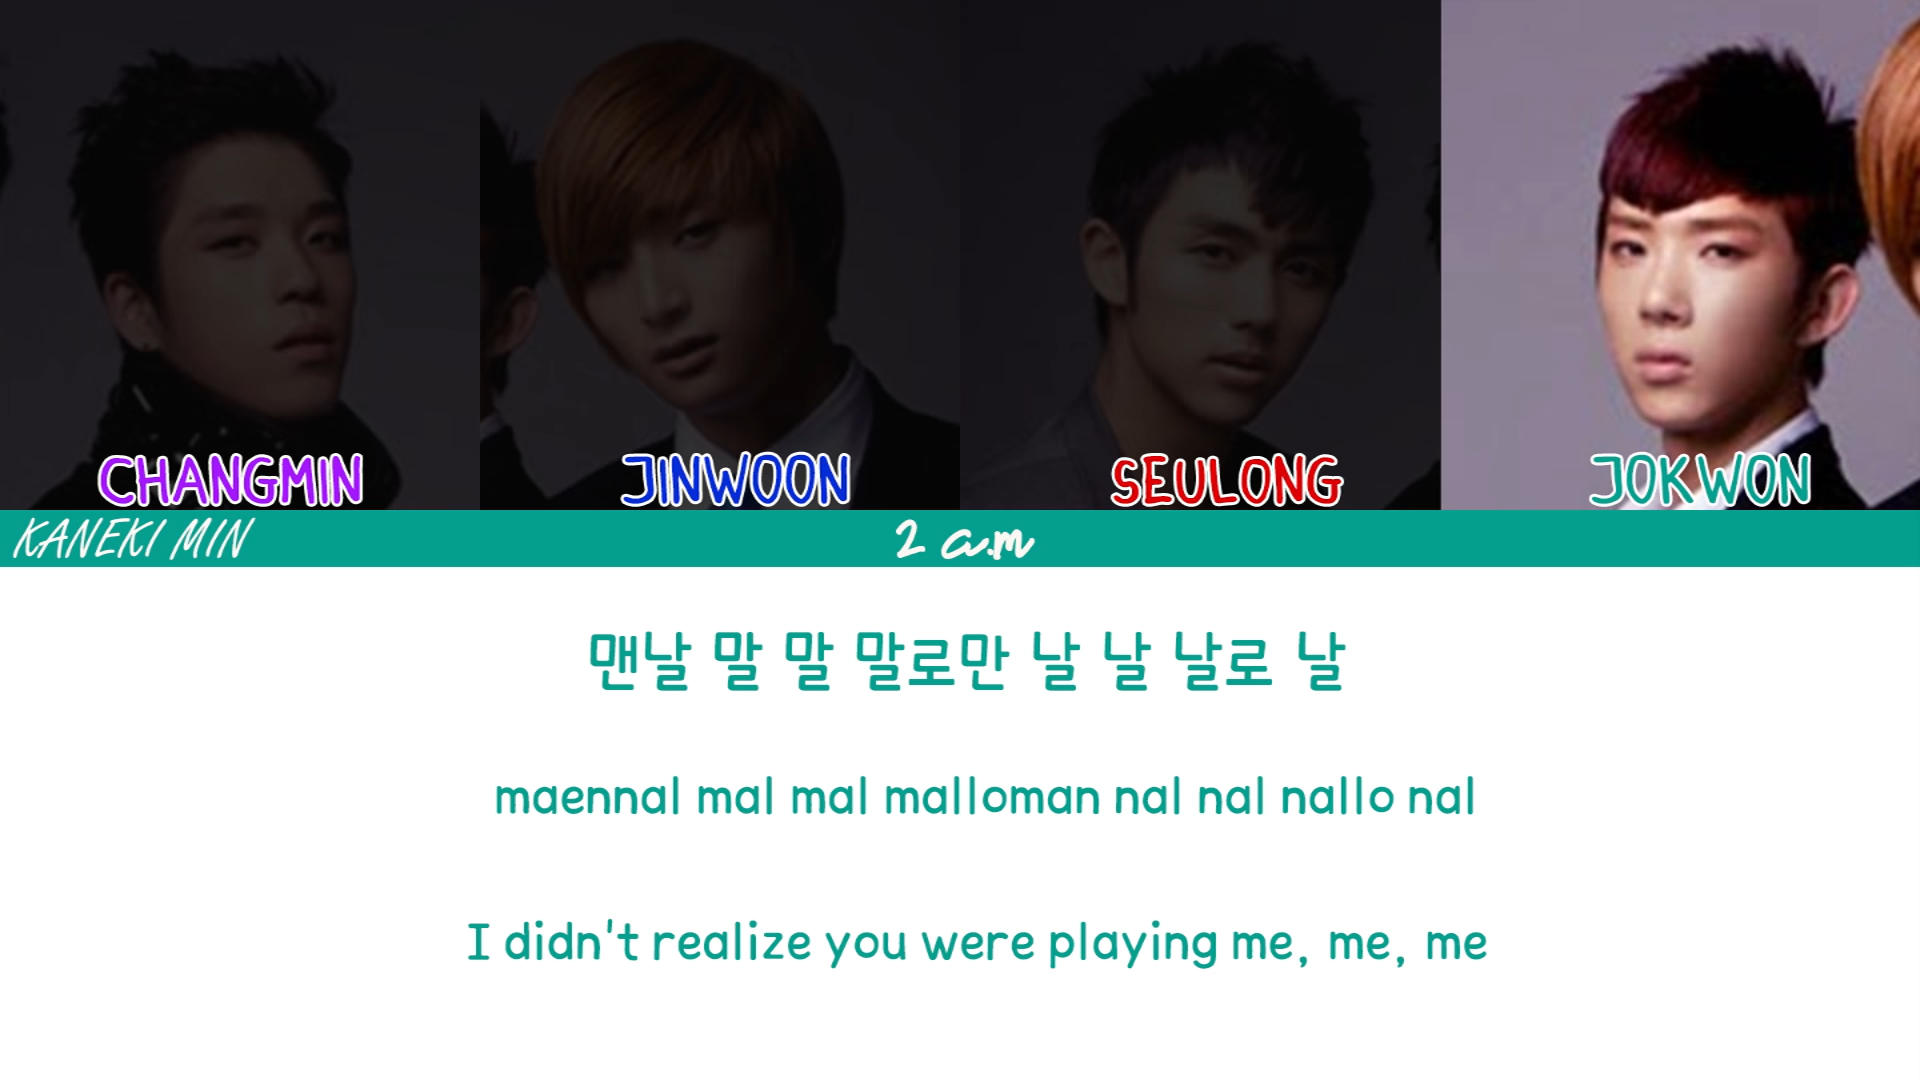 CHANGMIN
JINWOON
SEULONG
JOKWON
KANEKI MIN
2 a.m
맨날 말 말 말로만 날 날 날로 날
maennal mal mal malloman nal nal nallo nal
I didn't realize you were playing me, me, me